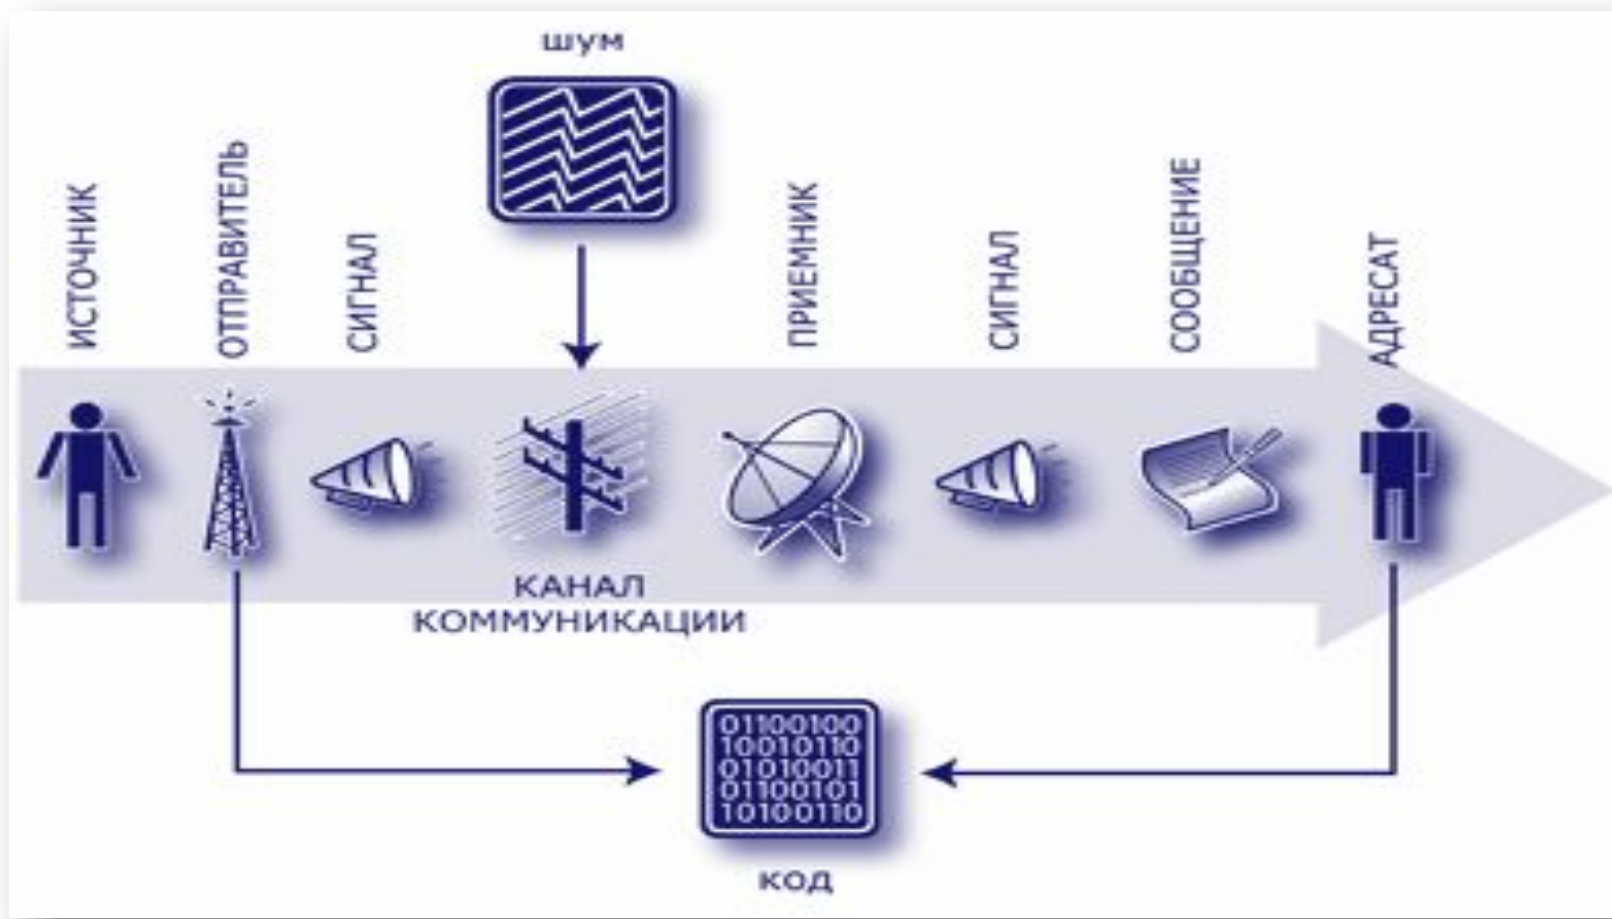 шум
ИСТОЧНИК
ОТПРАВИТЕЛЬ
СИГНАЛ
ПРИЕМНИК
СИГНАЛ
СООБЩЕНИЕ
АДРЕСАТ
КАНАЛ
КОММУНИКАЦИИ
01100100
10010110
01010011
01100101
10100110
код